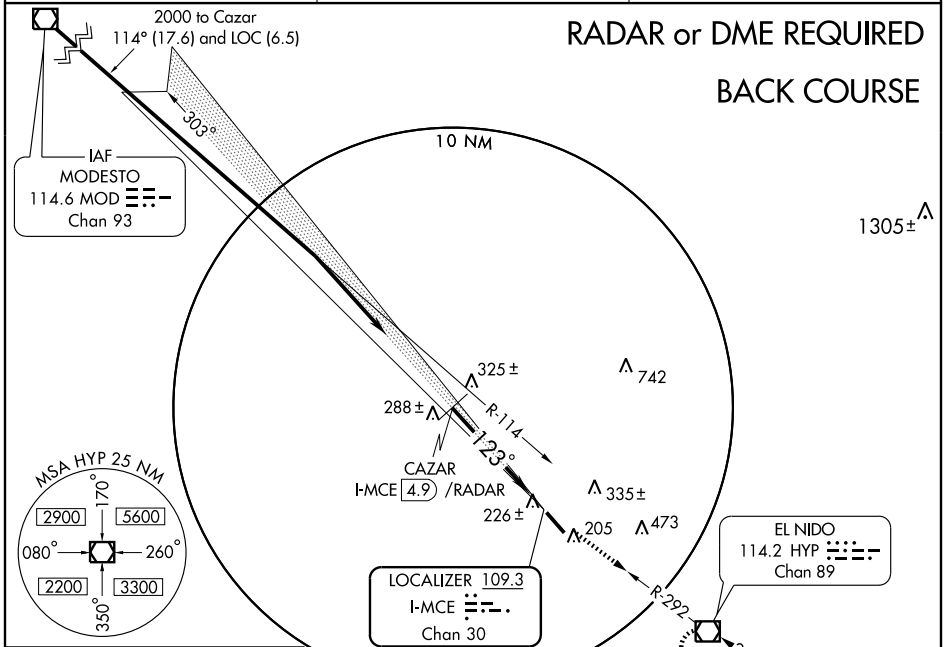 2000 to Cazar
114° (17.6) and LOC (6.5)
RADAR or DME REQUIRED
BACK COURSE
303°
10 NM
IAF
MODESTO
114.6 MOD
Chan 93
1305±
325±
742
288±
R-114
123°
CAZAR
I-MCE 4.9 /RADAR
335±
226±
205
473
MSA HYP 25 NM
170°
2900
5600
080°
260°
2200
3300
350°
LOCALIZER 109.3
I-MCE
Chan 30
EL NIDO
114.2 HYP
Chan 89
R-292